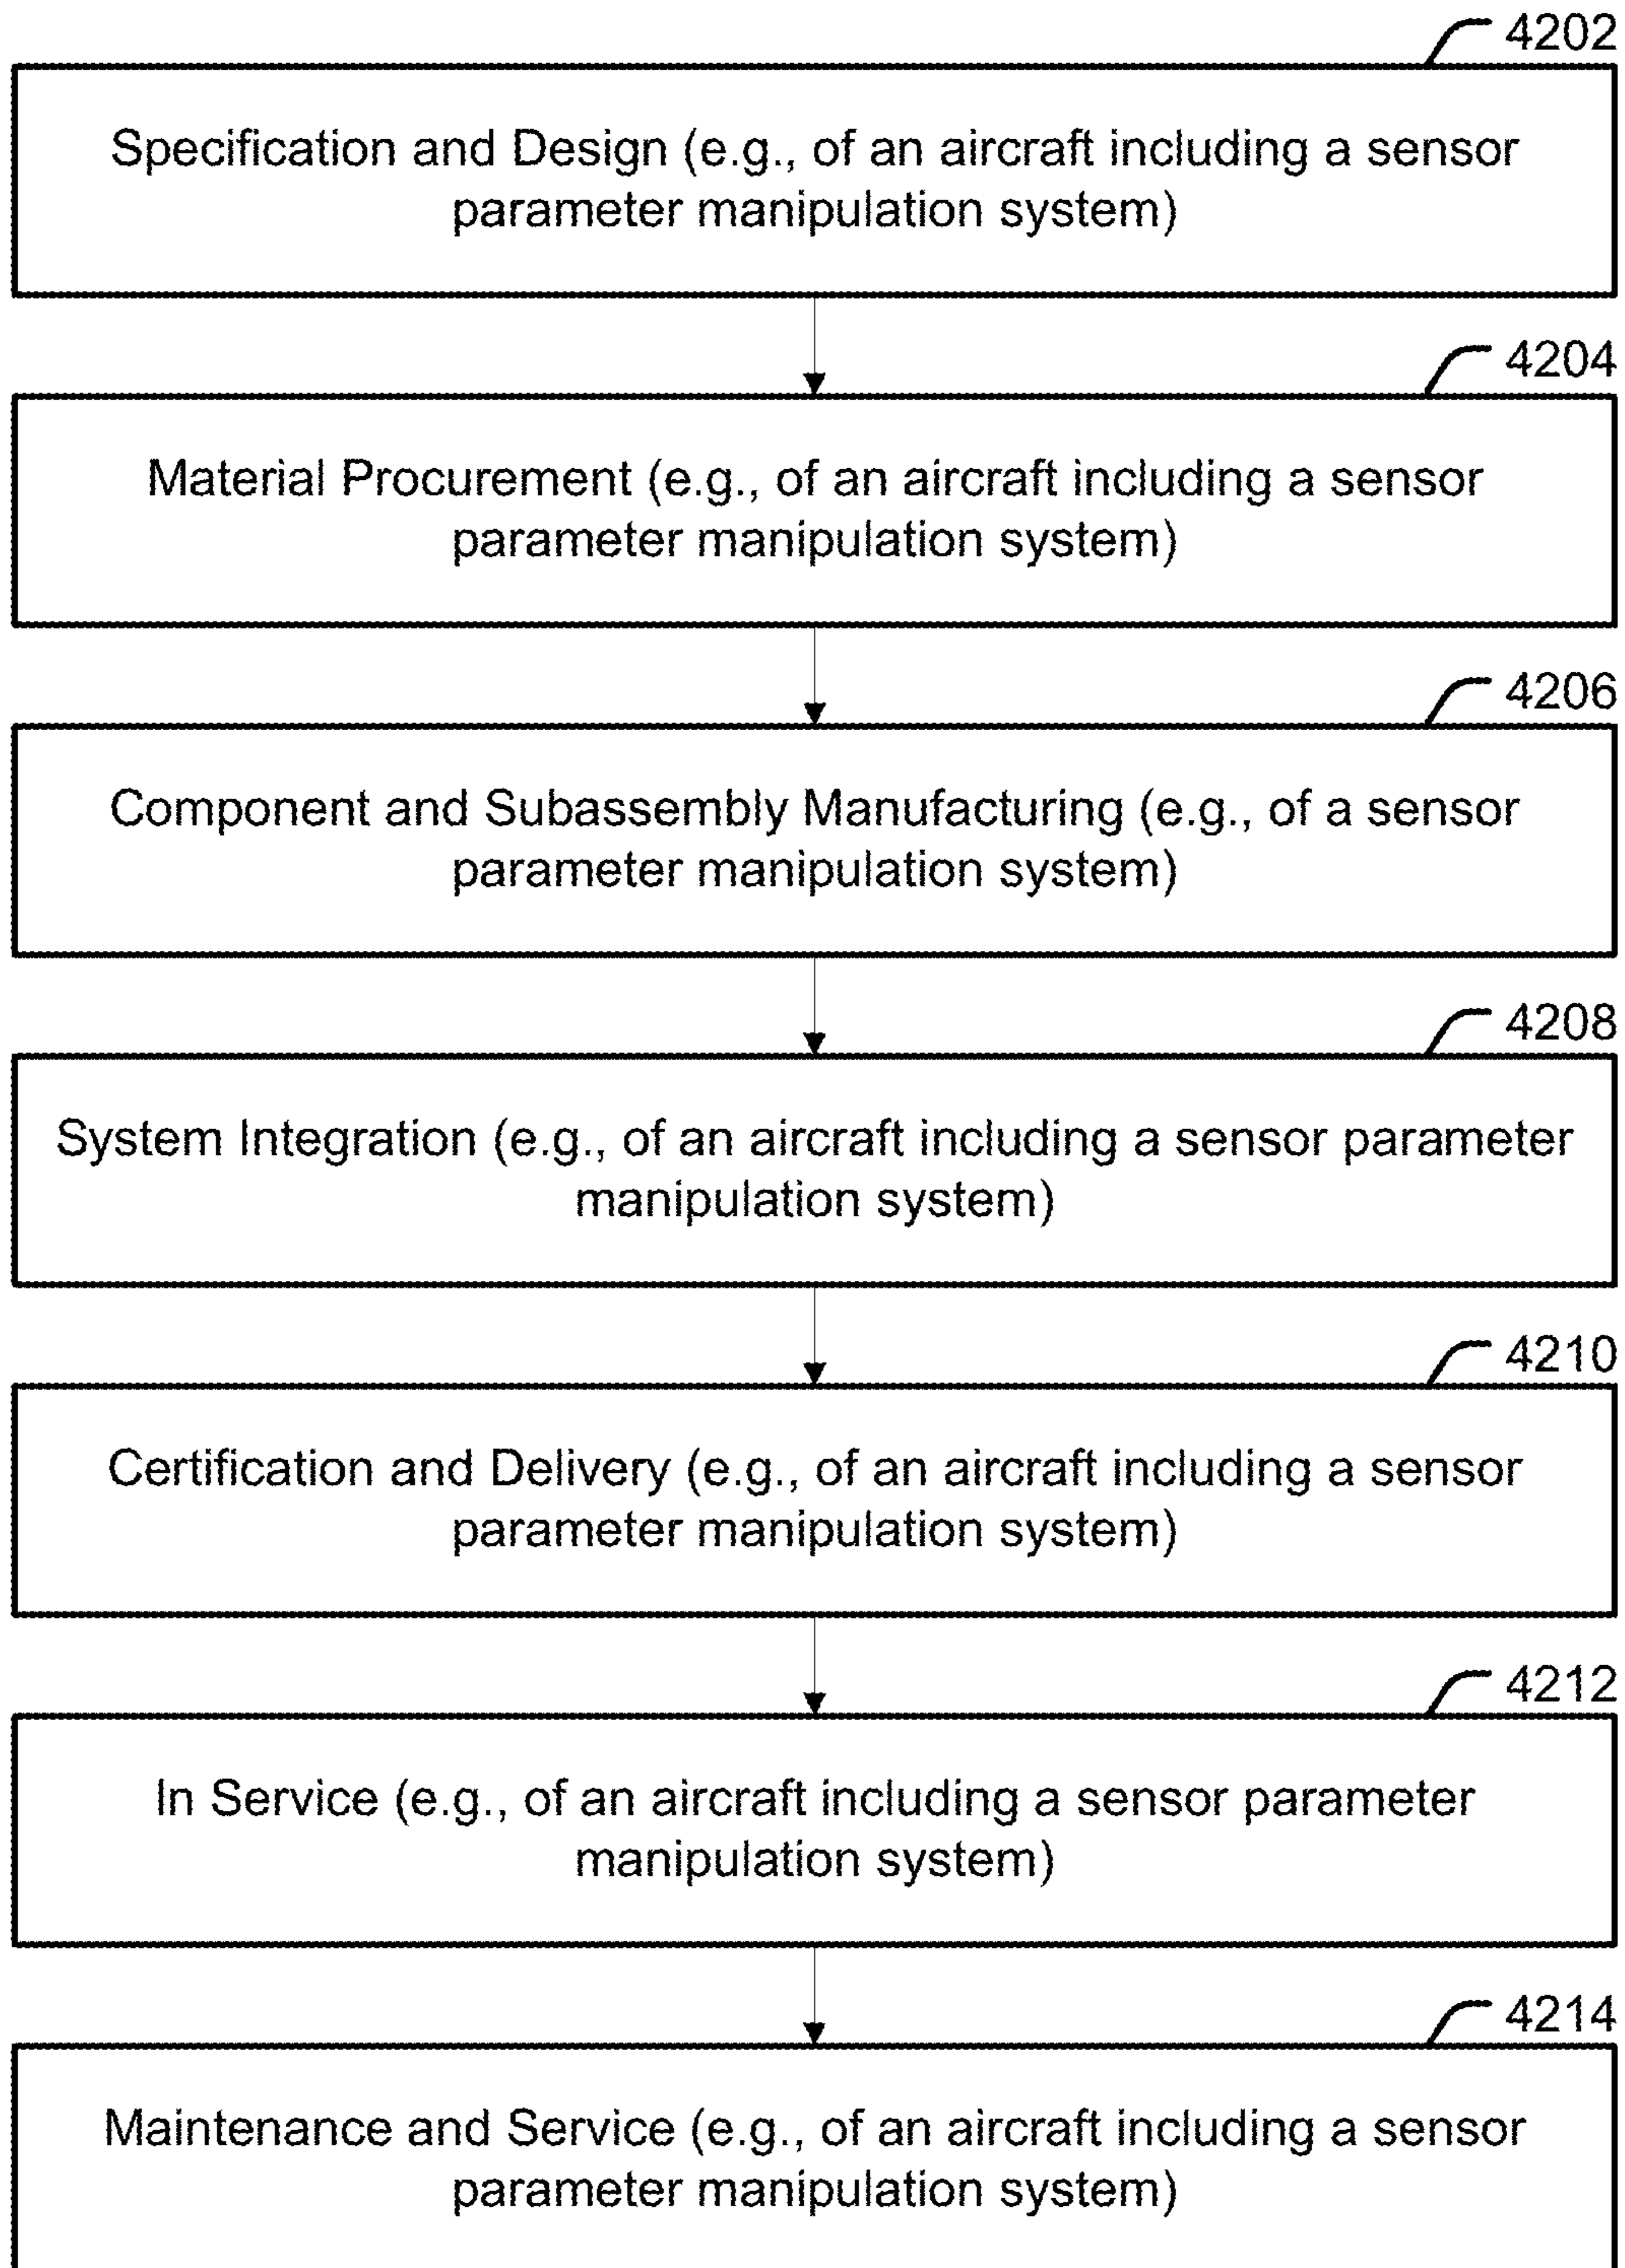 4202
Specification and Design (e.g., of an aircraft including a sensor
parameter manipulation system)
4204
Material Procurement (e.g., of an aircraft including a sensor
parameter manipulation system)
4206
Component and Subassembly Manufacturing (e.g., of a sensor
parameter manipulation system)
4208
System Integration (e.g., of an aircraft including a sensor parameter
manipulation system)
4210
Certification and Delivery (e.g., of an aircraft including a sensor
parameter manipulation system)
4212
In Service (e.g., of an aircraft including a sensor parameter
manipulation system)
4214
Maintenance and Service (e.g., of an aircraft including a sensor
parameter manipulation system)